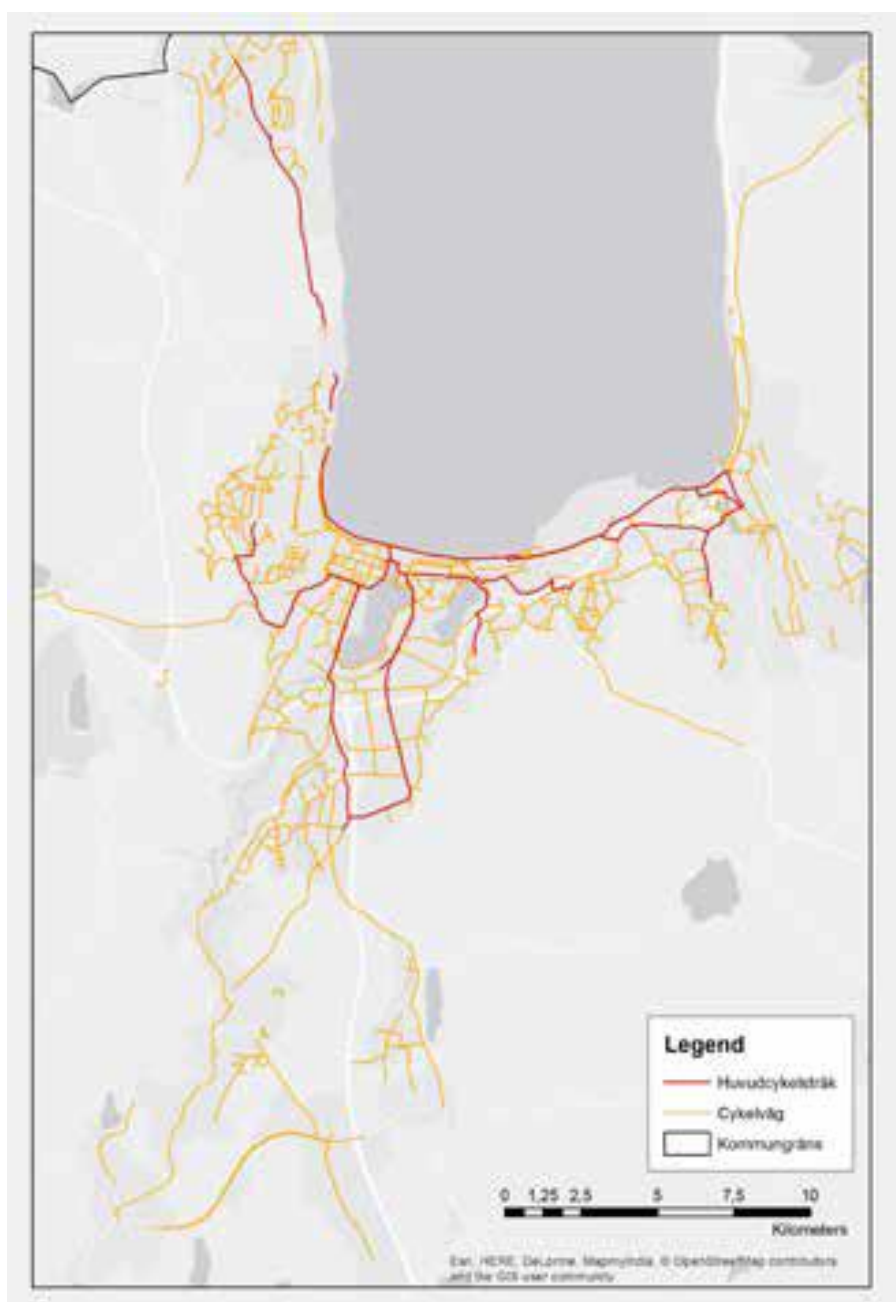 Legend
Huvudcykelstråk
Cykelväg
Kommungräns
0 1,25 2,5 5 7,5 10
Kilometers
Esri, HERE, DeLorme, MapmyIndia, © OpenStreetMap contributors
and the GIS user community